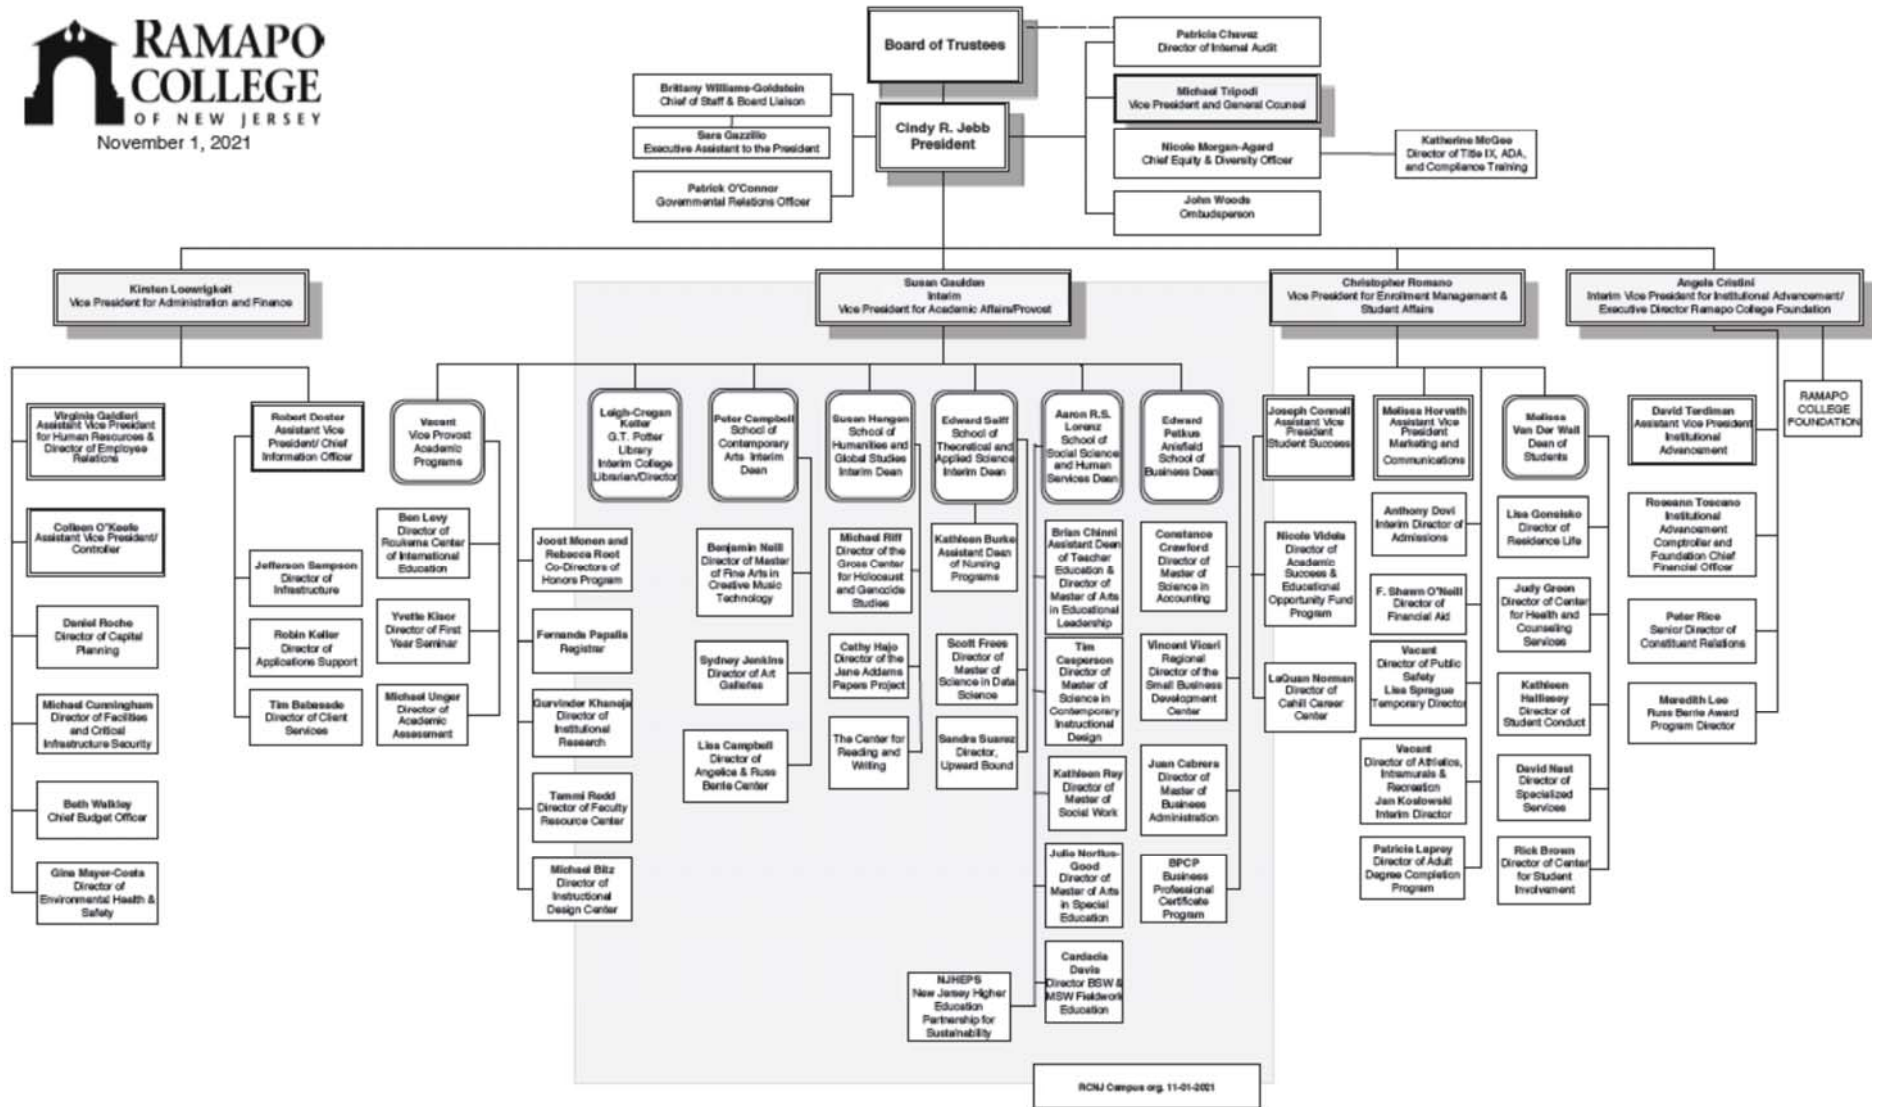 RAMAPO
COLLEGE
OF NEW JERSEY
November 1, 2021
Board of Trustees
Cindy R. Jebb
President
Brittany Williams-Goldstein
Chief of Staff & Board Liaison
Sara Gazzillo
Executive Assistant to the President
Patrick O'Connor
Governmental Relations Officer
Patricia Chavez
Director of Internal Audit
Michael Tripodi
Vice President and General Counsel
Nicole Morgan-Agard
Chief Equity & Diversity Officer
Katherine McGee
Director of Title IX, ADA,
and Compliance Training
John Woods
Ombudsperson
Kirsten Loewrigkeit
Vice President for Administration and Finance
Susan Gaulden
Interim
Vice President for Academic Affairs/Provost
Christopher Romano
Vice President for Enrollment Management &
Student Affairs
Angela Cristini
Interim Vice President for Institutional Advancement/
Executive Director Ramapo College Foundation
Virginia Galdieri
Assistant Vice President
for Human Resources &
Director of Employee
Relations
Colleen O'Keefe
Assistant Vice President/
Controller
Daniel Roche
Director of Capital
Planning
Michael Cunningham
Director of Facilities
and Critical
Infrastructure Security
Beth Walkley
Chief Budget Officer
Gina Mayer-Costa
Director of
Environmental Health &
Safety
Robert Doster
Assistant Vice
President/ Chief
Information Officer
Jefferson Sampson
Director of
Infrastructure
Robin Keller
Director of
Applications Support
Tim Babasade
Director of Client
Services
Vacant
Vice Provost
Academic
Programs
Ben Levy
Director of
Roukema Center
of International
Education
Yvette Kisor
Director of First
Year Seminar
Michael Unger
Director of
Academic
Assessment
Joost Monen and
Rebecca Root
Co-Directors of
Honors Program
Fernanda Papalia
Registrar
Gurvinder Khaneja
Director of
Institutional
Research
Tammi Redd
Director of Faculty
Resource Center
Michael Bitz
Director of
Instructional
Design Center
Leigh-Cregan
Keller
G.T. Potter
Library
Interim College
Librarian/Director
Peter Campbell
School of
Contemporary
Arts Interim
Dean
Benjamin Neill
Director of Master
of Fine Arts in
Creative Music
Technology
Sydney Jenkins
Director of Art
Galleries
Lisa Campbell
Director of
Angelica & Russ
Berrie Center
Susan Hangen
School of
Humanities and
Global Studies
Interim Dean
Michael Riff
Director of the
Gross Center
for Holocaust
and Genocide
Studies
Cathy Hajo
Director of the
Jane Addams
Papers Project
The Center for
Reading and
Writing
Edward Saiff
School of
Theoretical and
Applied Science
Interim Dean
Kathleen Burke
Assistant Dean
of Nursing
Programs
Scott Frees
Director of
Master of
Science in Data
Science
Sandra Suarez
Director,
Upward Bound
Aaron R.S.
Lorenz
School of
Social Science
and Human
Services Dean
Brian Chinni
Assistant Dean
of Teacher
Education &
Director of
Master of Arts
in Educational
Leadership
Tim
Casperson
Director of
Master of
Science in
Contemporary
Instructional
Design
Kathleen Ray
Director of
Master of
Social Work
Julie Norflus-
Good
Director of
Master of Arts
in Special
Education
Cardacia
Davis
Director BSW &
MSW Fieldwork
Education
NJHEPS
New Jersey Higher
Education
Partnership for
Sustainability
Edward
Petkus
Anisfield
School of
Business Dean
Constance
Crawford
Director of
Master of
Science in
Accounting
Vincent Vicari
Regional
Director of the
Small Business
Development
Center
Juan Cabrera
Director of
Master of
Business
Administration
BPCP
Business
Professional
Certificate
Program
Joseph Connell
Assistant Vice
President
Student Success
Nicole Videla
Director of
Academic
Success &
Educational
Opportunity Fund
Program
LaQuan Norman
Director of
Cahill Career
Center
Melissa Horvath
Assistant Vice
President
Marketing and
Communications
Anthony Dovi
Interim Director of
Admissions
F. Shawn O'Neill
Director of
Financial Aid
Vacant
Director of Public
Safety
Lisa Sprague
Temporary Director
Vacant
Director of Athletics,
Intramurals &
Recreation
Jan Koslowski
Interim Director
Patricia Laprey
Director of Adult
Degree Completion
Program
Melissa
Van Der Wall
Dean of
Students
Lisa Gonsisko
Director of
Residence Life
Judy Green
Director of Center
for Health and
Counseling
Services
Kathleen
Hallissey
Director of
Student Conduct
David Nast
Director of
Specialized
Services
Rick Brown
Director of Center
for Student
Involvement
David Terdiman
Assistant Vice President
Institutional
Advancement
Roseann Toscano
Institutional
Advancement
Comptroller and
Foundation Chief
Financial Officer
Peter Rice
Senior Director of
Constituent Relations
Meredith Lee
Russ Berrie Award
Program Director
RAMAPO
COLLEGE
FOUNDATION
RCNJ Campus org. 11-01-2021